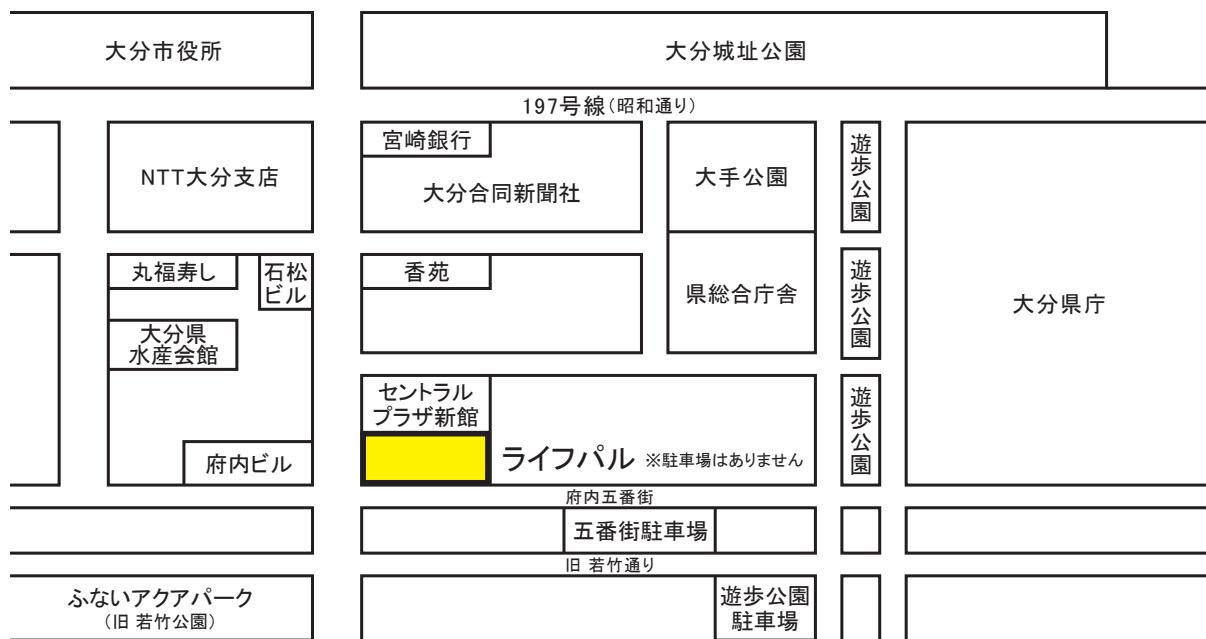 大分市役所
大分城址公園
197号線(昭和通り)
宮崎銀行
NTT大分支店
大分合同新聞社
大手公園
遊歩公園
丸福寿し
石松
ビル
香苑
県総合庁舎
遊歩公園
大分県庁
大分県
水産会館
セントラル
プラザ新館
遊歩公園
府内ビル
ライフパル ※駐車場はありません
府内五番街
五番街駐車場
旧 若竹通り
ふないアクアパーク
(旧 若竹公園)
遊歩公園
駐車場